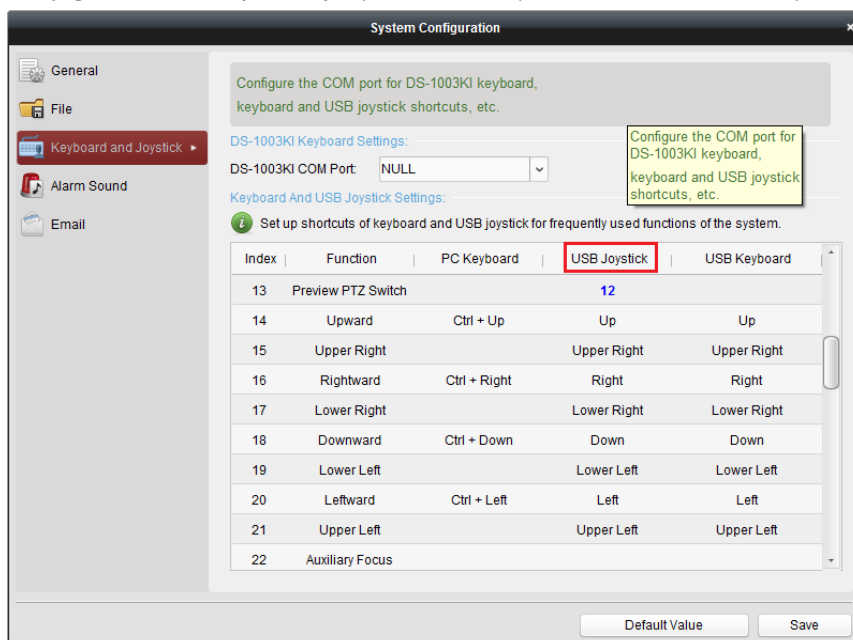 System Configuration ×
General
File
Keyboard and Joystick
Alarm Sound
Email
Configure the COM port for DS-1003KI keyboard,
keyboard and USB joystick shortcuts, etc.
DS-1003KI Keyboard Settings:
DS-1003KI COM Port: NULL
Configure the COM port for
DS-1003KI keyboard,
keyboard and USB joystick
shortcuts, etc.
Keyboard And USB Joystick Settings:
Set up shortcuts of keyboard and USB joystick for frequently used functions of the system.
Index Function PC Keyboard USB Joystick USB Keyboard
13 Preview PTZ Switch 12
14 Upward Ctrl + Up Up Up
15 Upper Right Upper Right Upper Right
16 Rightward Ctrl + Right Right Right
17 Lower Right Lower Right Lower Right
18 Downward Ctrl + Down Down Down
19 Lower Left Lower Left Lower Left
20 Leftward Ctrl + Left Left Left
21 Upper Left Upper Left Upper Left
22 Auxiliary Focus
Default Value Save